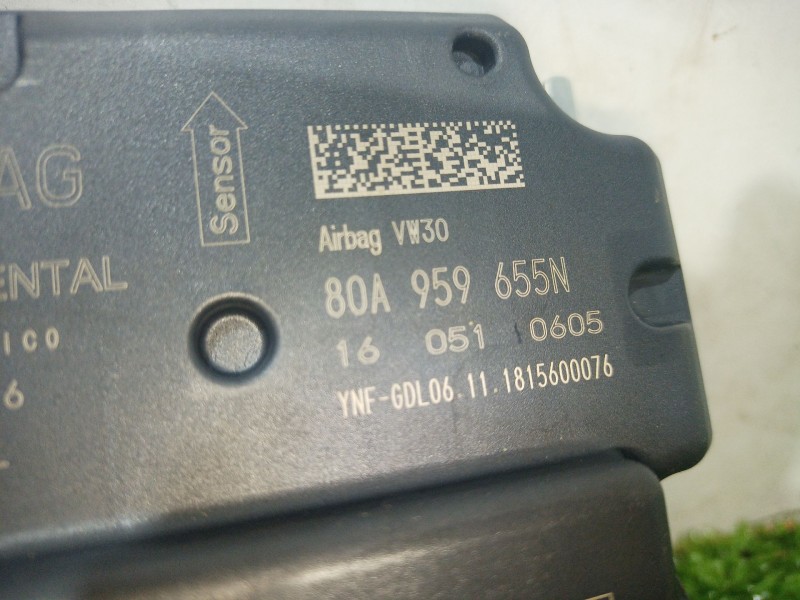 AG
Sensor
Airbag VW30
ENTAL
80A 959 655N
ICO
16 051 0605
6
YNF-GDL06.11.1815600076